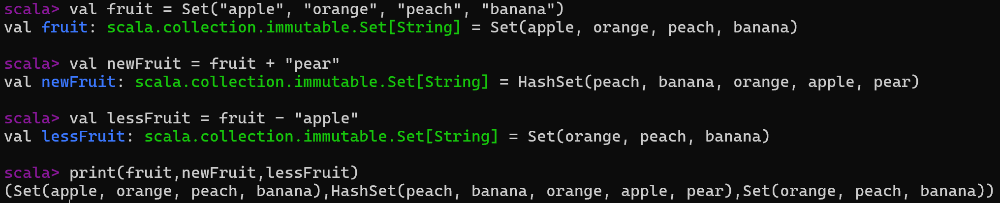 scala> val fruit = Set("apple", "orange", "peach", "banana")
val fruit: scala.collection.immutable.Set[String] = Set(apple, orange, peach, banana)
scala> val newFruit = fruit + "pear"
val newFruit: scala.collection.immutable.Set[String] = HashSet(peach, banana, orange, apple, pear)
scala> val lessFruit = fruit - "apple"
val lessFruit: scala.collection.immutable.Set[String] = Set(orange, peach, banana)
scala> print(fruit,newFruit,lessFruit)
(Set(apple, orange, peach, banana),HashSet(peach, banana, orange, apple, pear),Set(orange, peach, banana))